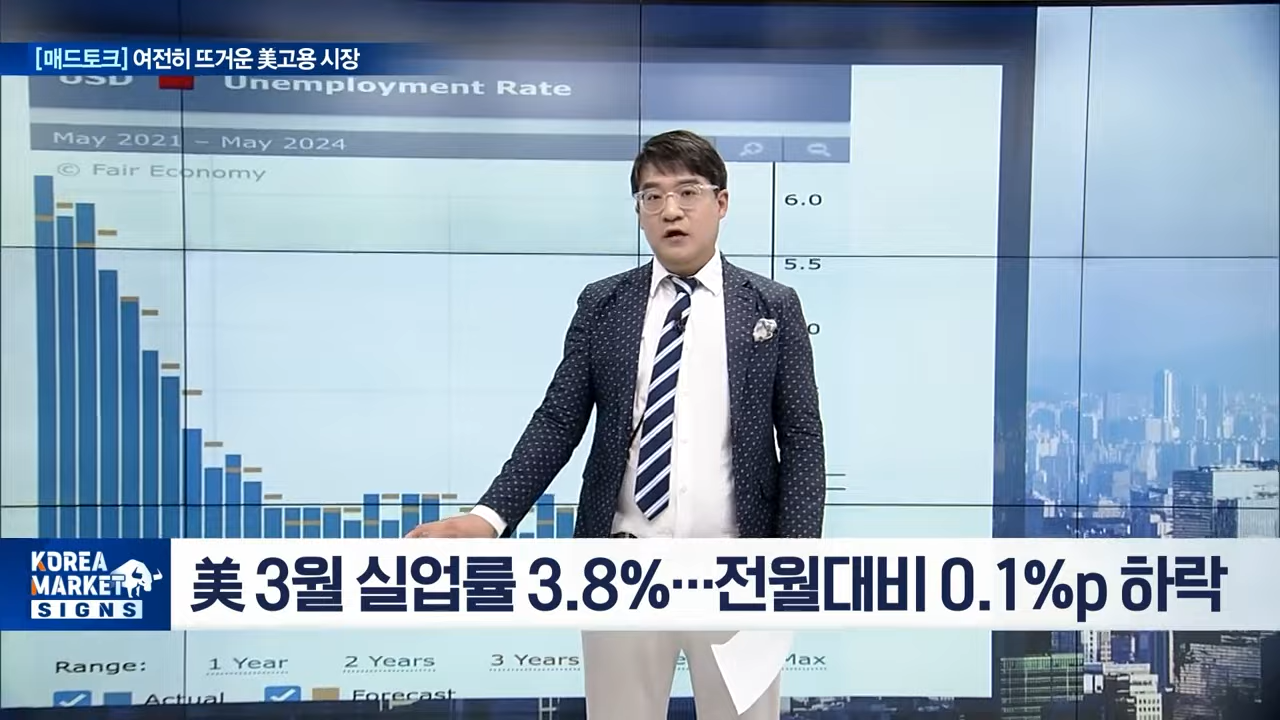 [매드토크] 여전히 뜨거운 美고용 시장
USD Unemployment Rate
May 2021 – May 2024
© Fair Economy
6.0
5.5
0
KOREA
MARKET
SIGNS
美 3월 실업률 3.8%…전월대비 0.1%p 하락
Range: 1 Year 2 Years 3 Years Max
Actual Forecast